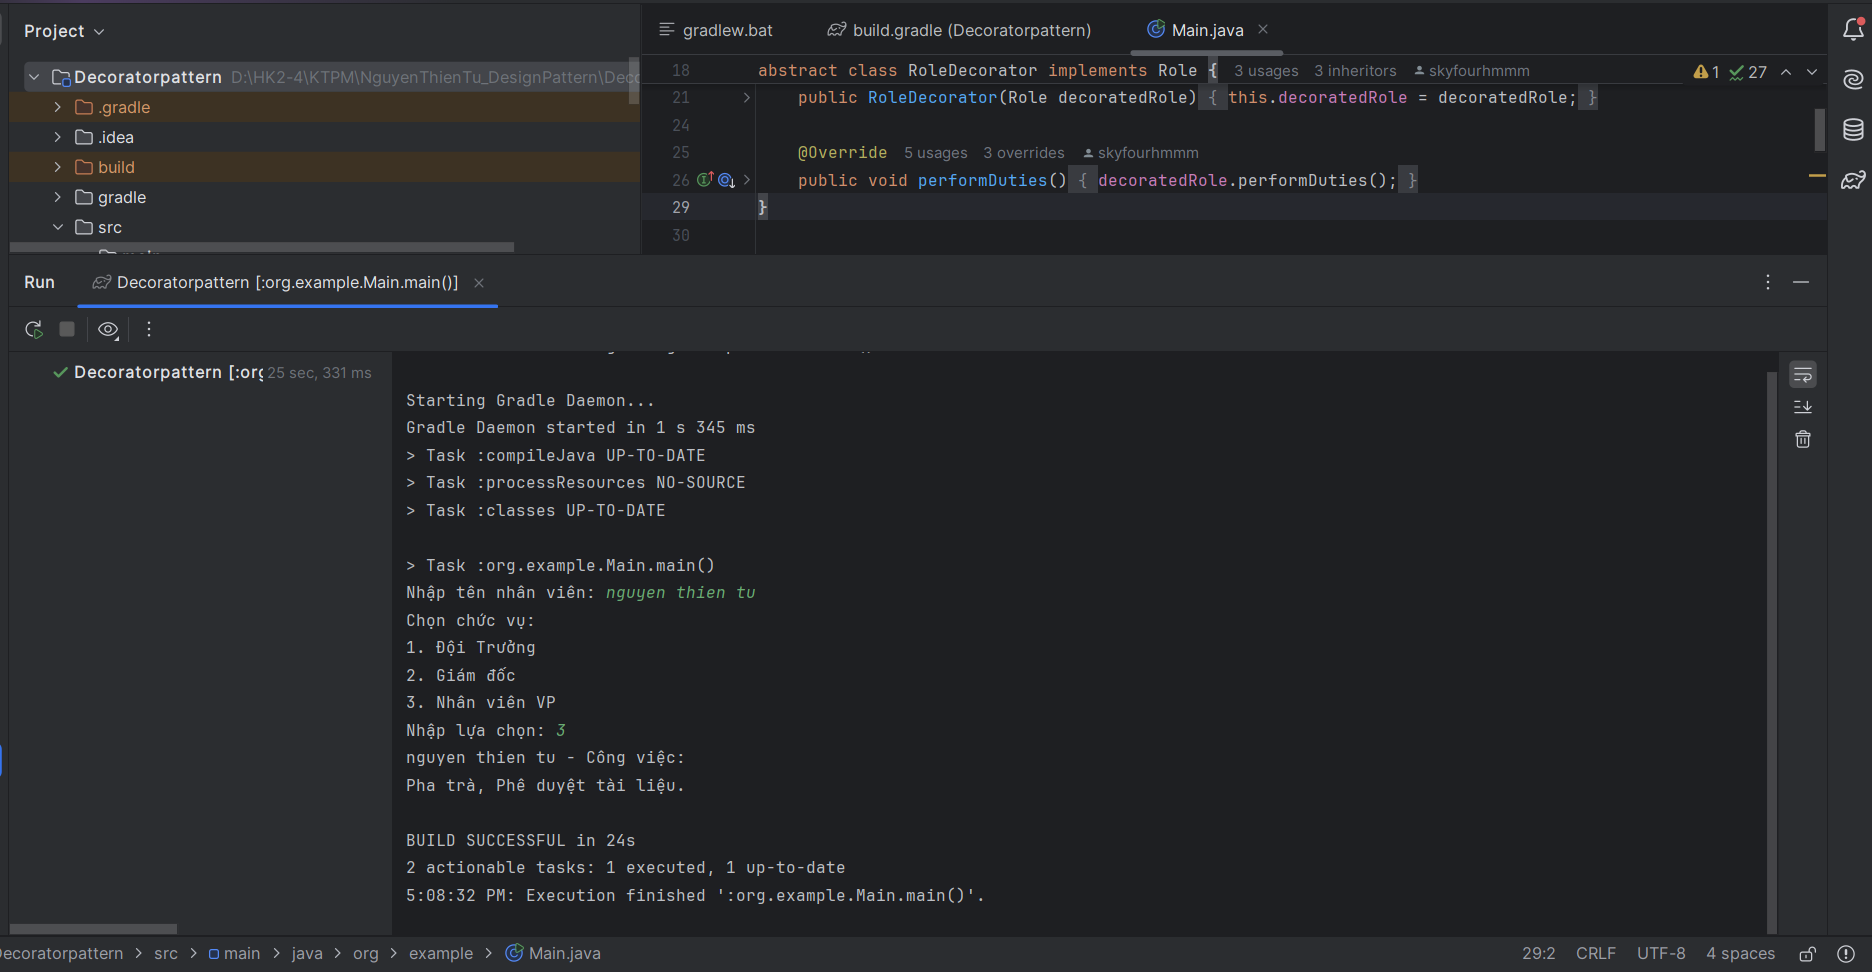 Project
gradlew.bat
build.gradle (Decoratorpattern)
Main.java
Decoratorpattern D:\HK2-4\KTPM\NguyenThienTu_DesignPattern\Deco
.gradle
.idea
build
gradle
src
18 abstract class RoleDecorator implements Role { 3 usages 3 inheritors skyfourhmmm
1 27
21 public RoleDecorator(Role decoratedRole) { this.decoratedRole = decoratedRole; }
24
25 @Override 5 usages 3 overrides skyfourhmmm
26 public void performDuties() { decoratedRole.performDuties(); }
29 }
30
Run Decoratorpattern [:org.example.Main.main()]
Decoratorpattern [:org 25 sec, 331 ms
Starting Gradle Daemon...
Gradle Daemon started in 1 s 345 ms
> Task :compileJava UP-TO-DATE
> Task :processResources NO-SOURCE
> Task :classes UP-TO-DATE
> Task :org.example.Main.main()
Nhập tên nhân viên: nguyen thien tu
Chọn chức vụ:
1. Đội Trưởng
2. Giám đốc
3. Nhân viên VP
Nhập lựa chọn: 3
nguyen thien tu - Công việc:
Pha trà, Phê duyệt tài liệu.
BUILD SUCCESSFUL in 24s
2 actionable tasks: 1 executed, 1 up-to-date
5:08:32 PM: Execution finished ':org.example.Main.main()'.
Decoratorpattern > src > main > java > org > example > Main.java
29:2 CRLF UTF-8 4 spaces